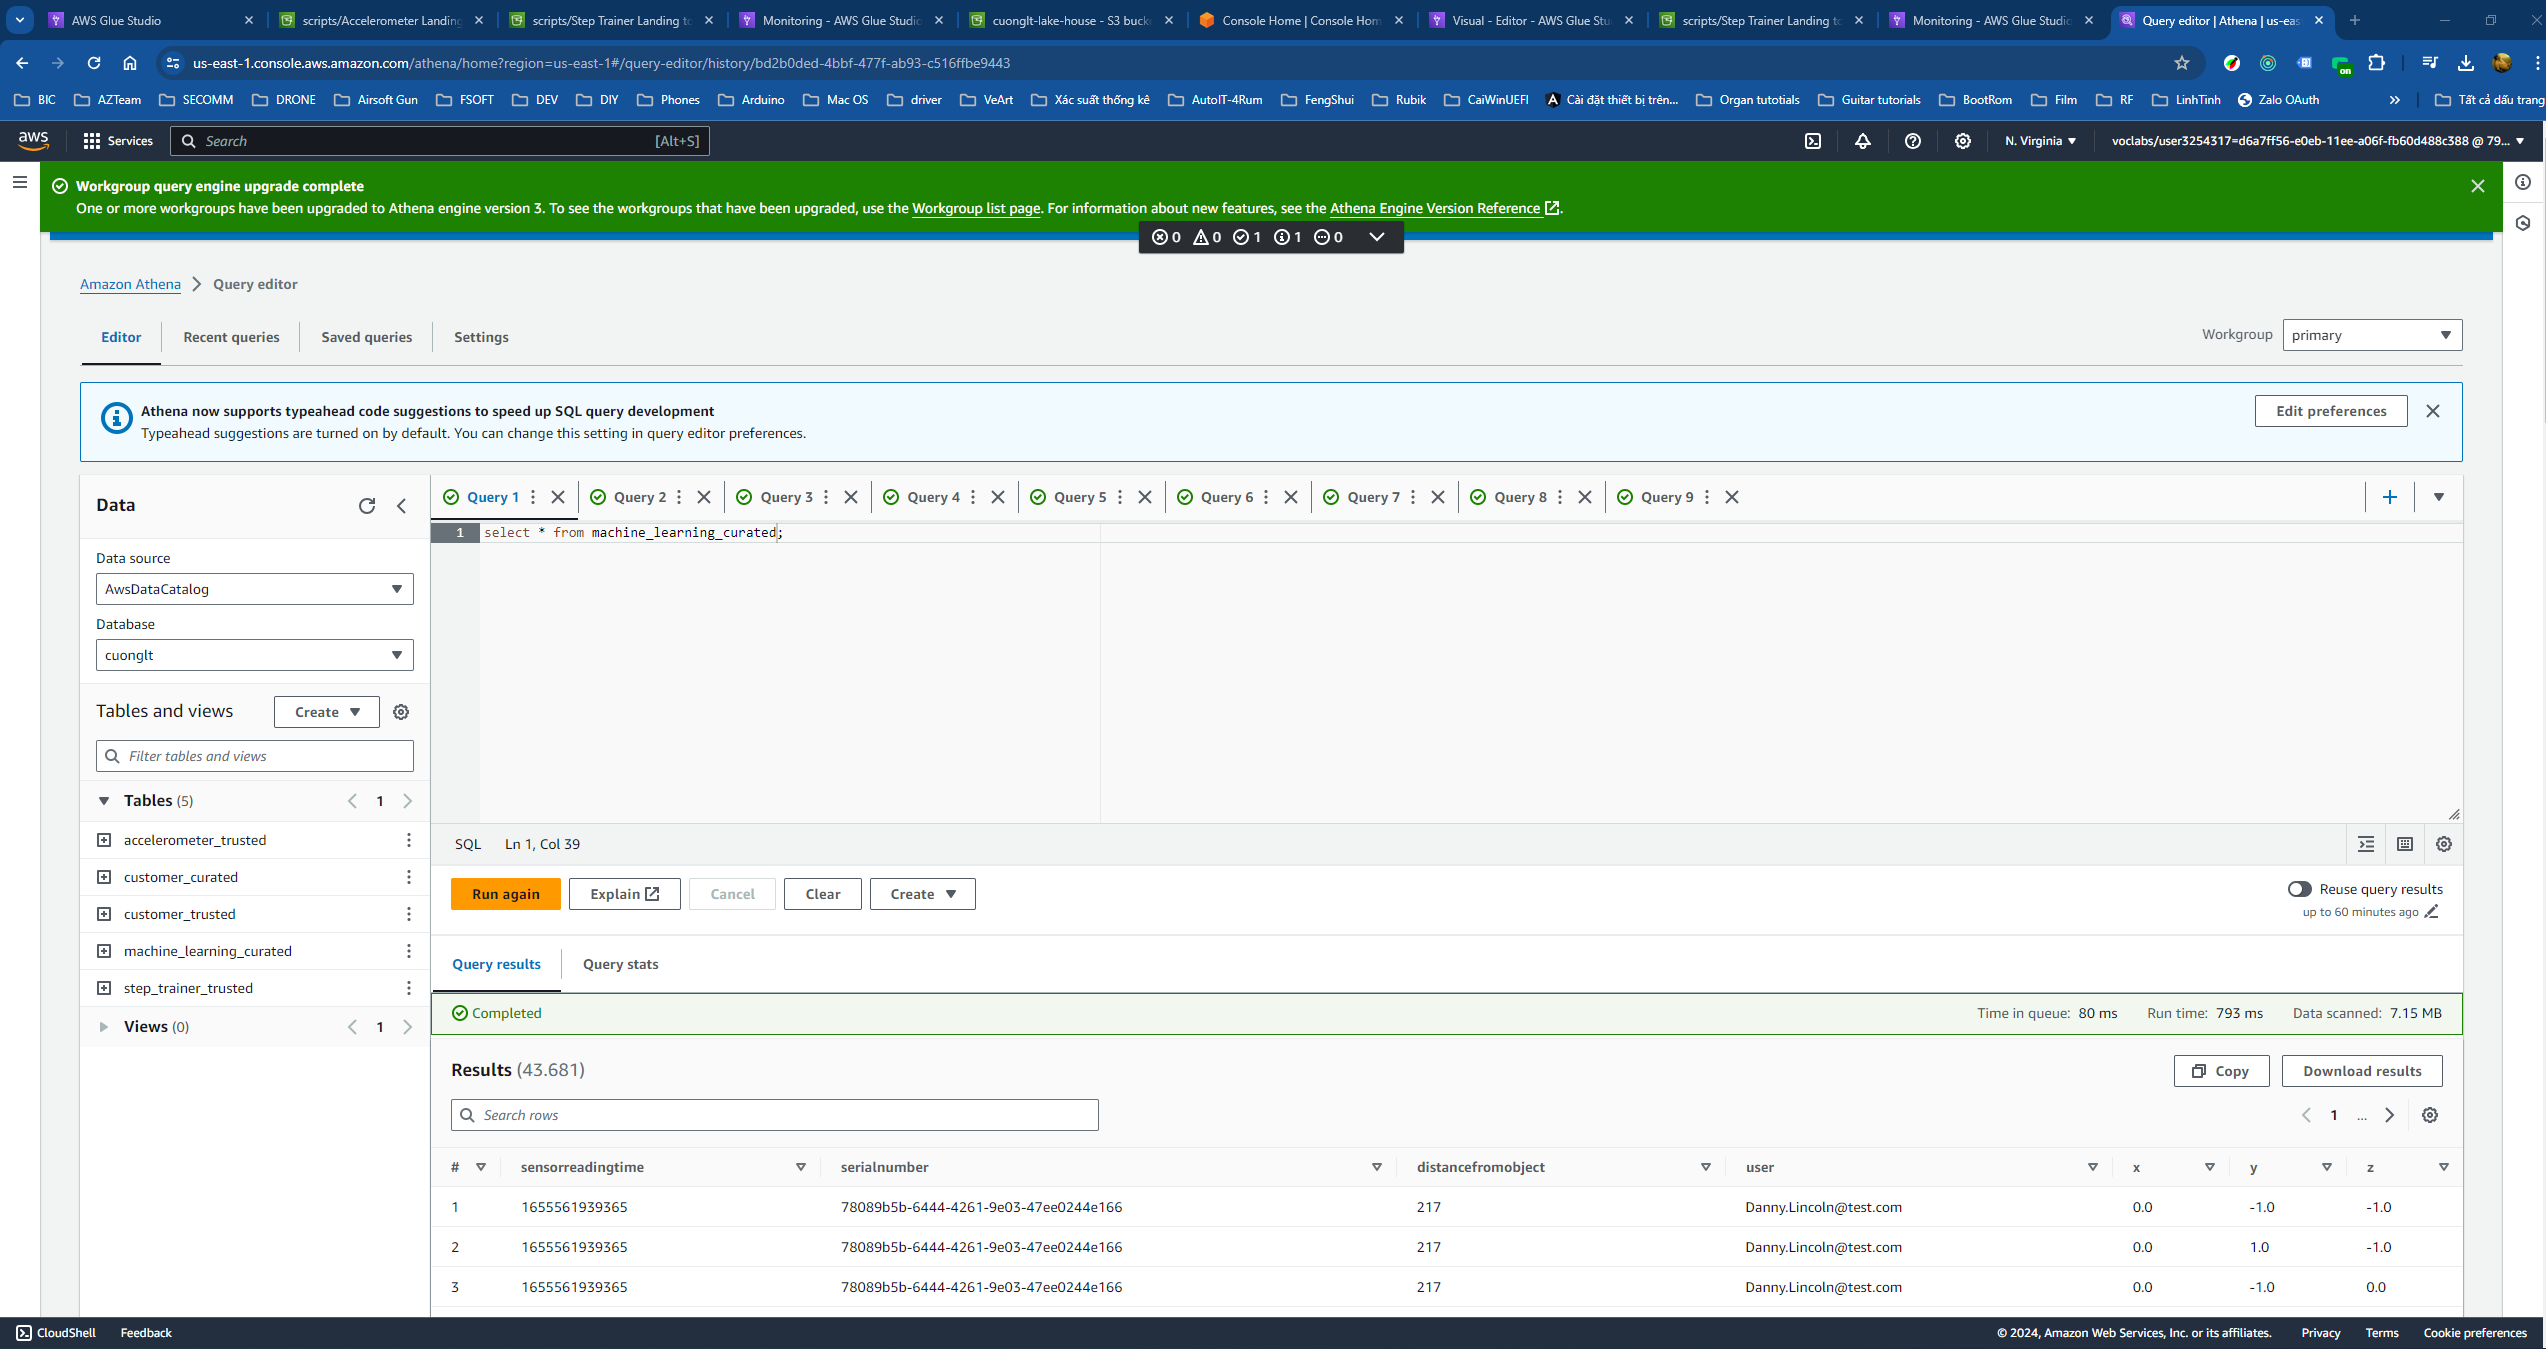 AWS Glue Studio
scripts/Accelerometer Landing
scripts/Step Trainer Landing to
Monitoring - AWS Glue Studio
cuonglt-lake-house - S3 buck
Console Home | Console Hom
Visual - Editor - AWS Glue Stu
scripts/Step Trainer Landing to
Monitoring - AWS Glue Studio
Query editor | Athena | us-eas
us-east-1.console.aws.amazon.com/athena/home?region=us-east-1#/query-editor/history/bd2b0ded-4bbf-477f-ab93-c516ffbe9443
on
BIC
AZTeam
SECOMM
DRONE
Airsoft Gun
FSOFT
DEV
DIY
Phones
Arduino
Mac OS
driver
VeArt
Xác suất thống kê
AutoIT-4Rum
FengShui
Rubik
CaiWinUEFI
Cài đặt thiết bị trên...
Organ tutotials
Guitar tutorials
BootRom
Film
RF
LinhTinh
Zalo OAuth
Tất cả dấu trang
aws
Services
Search
[Alt+S]
N. Virginia
voclabs/user3254317=d6a7ff56-e0eb-11ee-a06f-fb60d488c388 @ 79...
Workgroup query engine upgrade complete
One or more workgroups have been upgraded to Athena engine version 3. To see the workgroups that have been upgraded, use the Workgroup list page. For information about new features, see the Athena Engine Version Reference.
0 0 1 1 0
Amazon Athena
Query editor
Editor
Recent queries
Saved queries
Settings
Workgroup
primary
Athena now supports typeahead code suggestions to speed up SQL query development
Typeahead suggestions are turned on by default. You can change this setting in query editor preferences.
Edit preferences
Data
Data source
AwsDataCatalog
Database
cuonglt
Tables and views
Create
Filter tables and views
Tables (5)
1
accelerometer_trusted
customer_curated
customer_trusted
machine_learning_curated
step_trainer_trusted
Views (0)
1
Query 1
Query 2
Query 3
Query 4
Query 5
Query 6
Query 7
Query 8
Query 9
1 select * from machine_learning_curated;
SQL Ln 1, Col 39
Run again
Explain
Cancel
Clear
Create
Reuse query results
up to 60 minutes ago
Query results
Query stats
Completed
Time in queue: 80 ms
Run time: 793 ms
Data scanned: 7.15 MB
Results (43.681)
Copy
Download results
Search rows
1 ...
# sensorreadingtime serialnumber distancefromobject user x y z
1 1655561939365 78089b5b-6444-4261-9e03-47ee0244e166 217 Danny.Lincoln@test.com 0.0 -1.0 -1.0
2 1655561939365 78089b5b-6444-4261-9e03-47ee0244e166 217 Danny.Lincoln@test.com 0.0 1.0 -1.0
3 1655561939365 78089b5b-6444-4261-9e03-47ee0244e166 217 Danny.Lincoln@test.com 0.0 -1.0 0.0
CloudShell
Feedback
© 2024, Amazon Web Services, Inc. or its affiliates.
Privacy
Terms
Cookie preferences